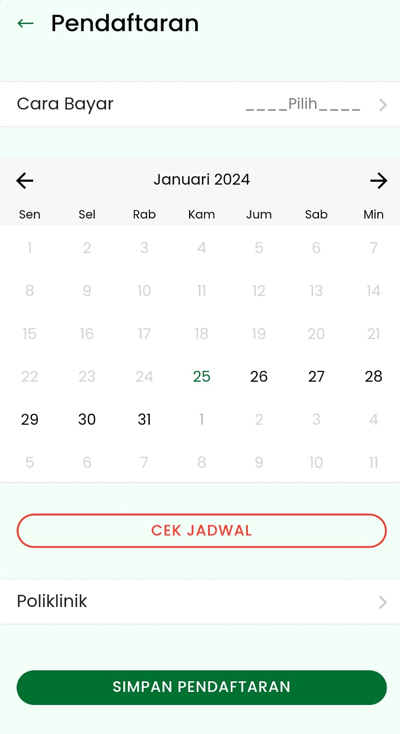 Pendaftaran
Cara Bayar ____Pilih____
Januari 2024
Sen Sel Rab Kam Jum Sab Min
1 2 3 4 5 6 7
8 9 10 11 12 13 14
15 16 17 18 19 20 21
22 23 24 25 26 27 28
29 30 31 1 2 3 4
5 6 7 8 9 10 11
CEK JADWAL
Poliklinik
SIMPAN PENDAFTARAN